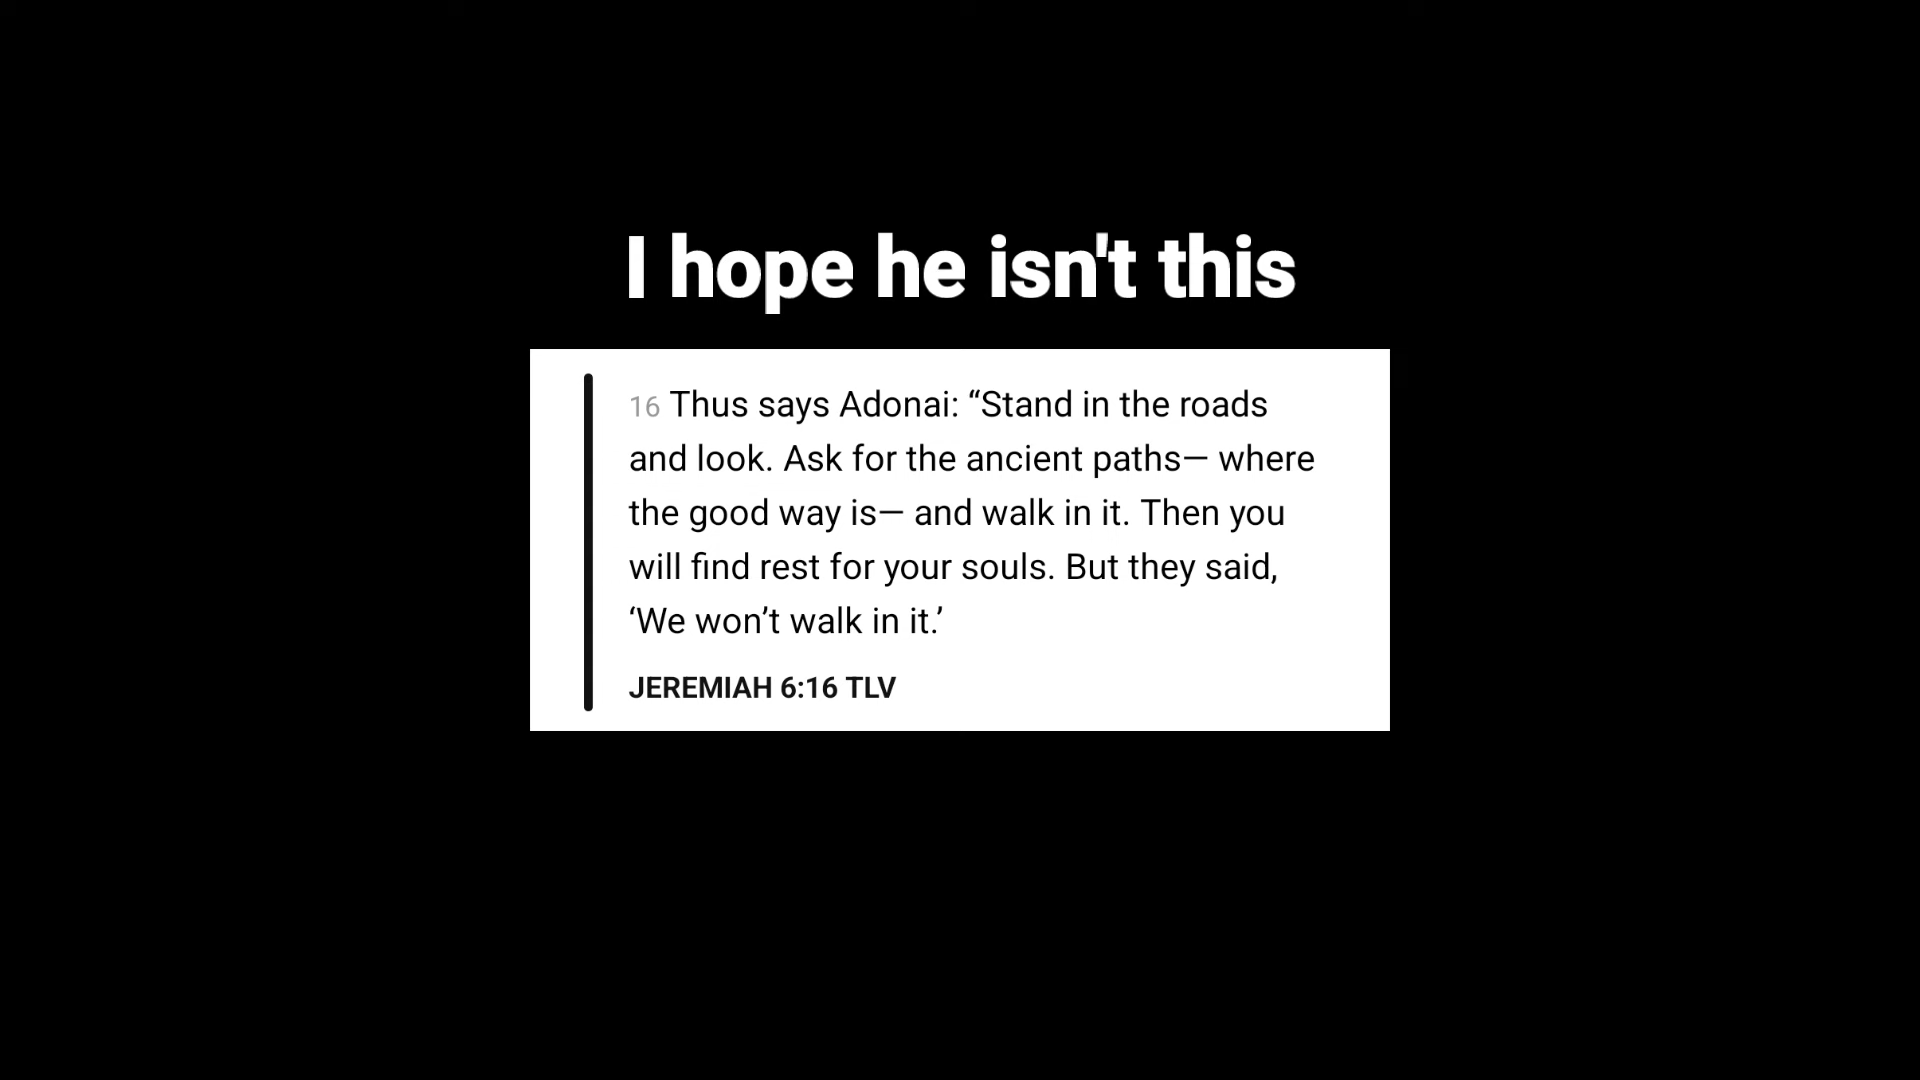 I hope he isn't this
16 Thus says Adonai: “Stand in the roads
and look. Ask for the ancient paths— where
the good way is— and walk in it. Then you
will find rest for your souls. But they said,
‘We won’t walk in it.’
JEREMIAH 6:16 TLV